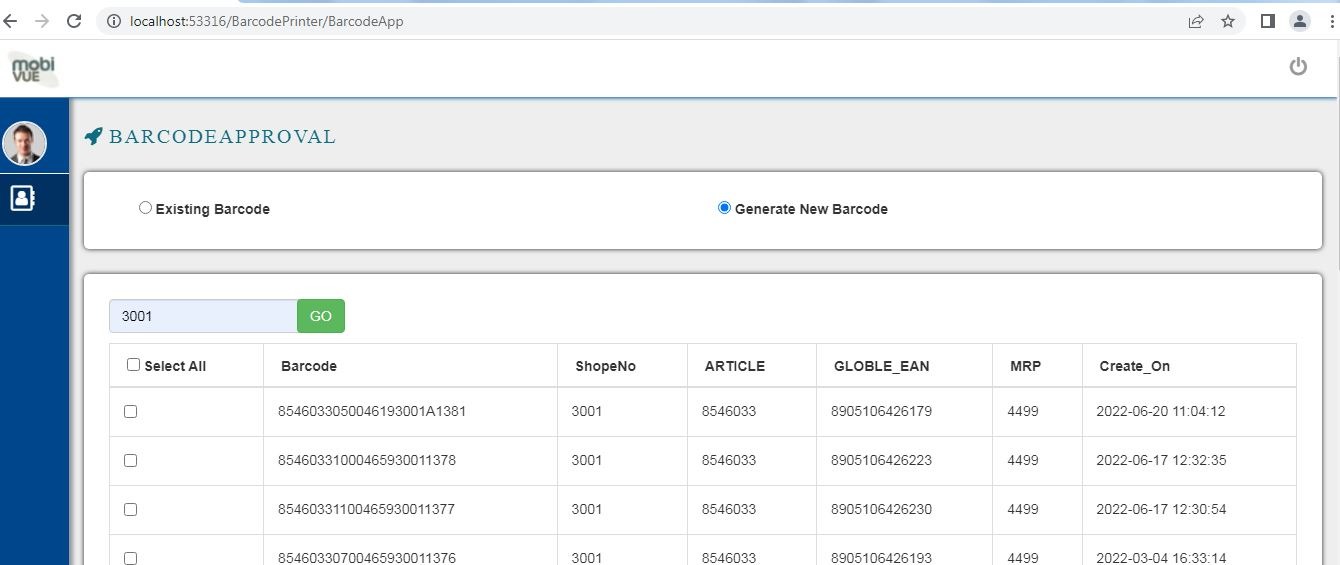 localhost:53316/BarcodePrinter/BarcodeApp
mobi
VUE
BARCODEAPPROVAL
Existing Barcode Generate New Barcode
3001 GO
Select All Barcode ShopeNo ARTICLE GLOBLE_EAN MRP Create_On
8546033050046193001A1381 3001 8546033 8905106426179 4499 2022-06-20 11:04:12
85460331000465930011378 3001 8546033 8905106426223 4499 2022-06-17 12:32:35
85460331100465930011377 3001 8546033 8905106426230 4499 2022-06-17 12:30:54
85460330700465930011376 3001 8546033 8905106426193 4499 2022-03-04 16:33:14